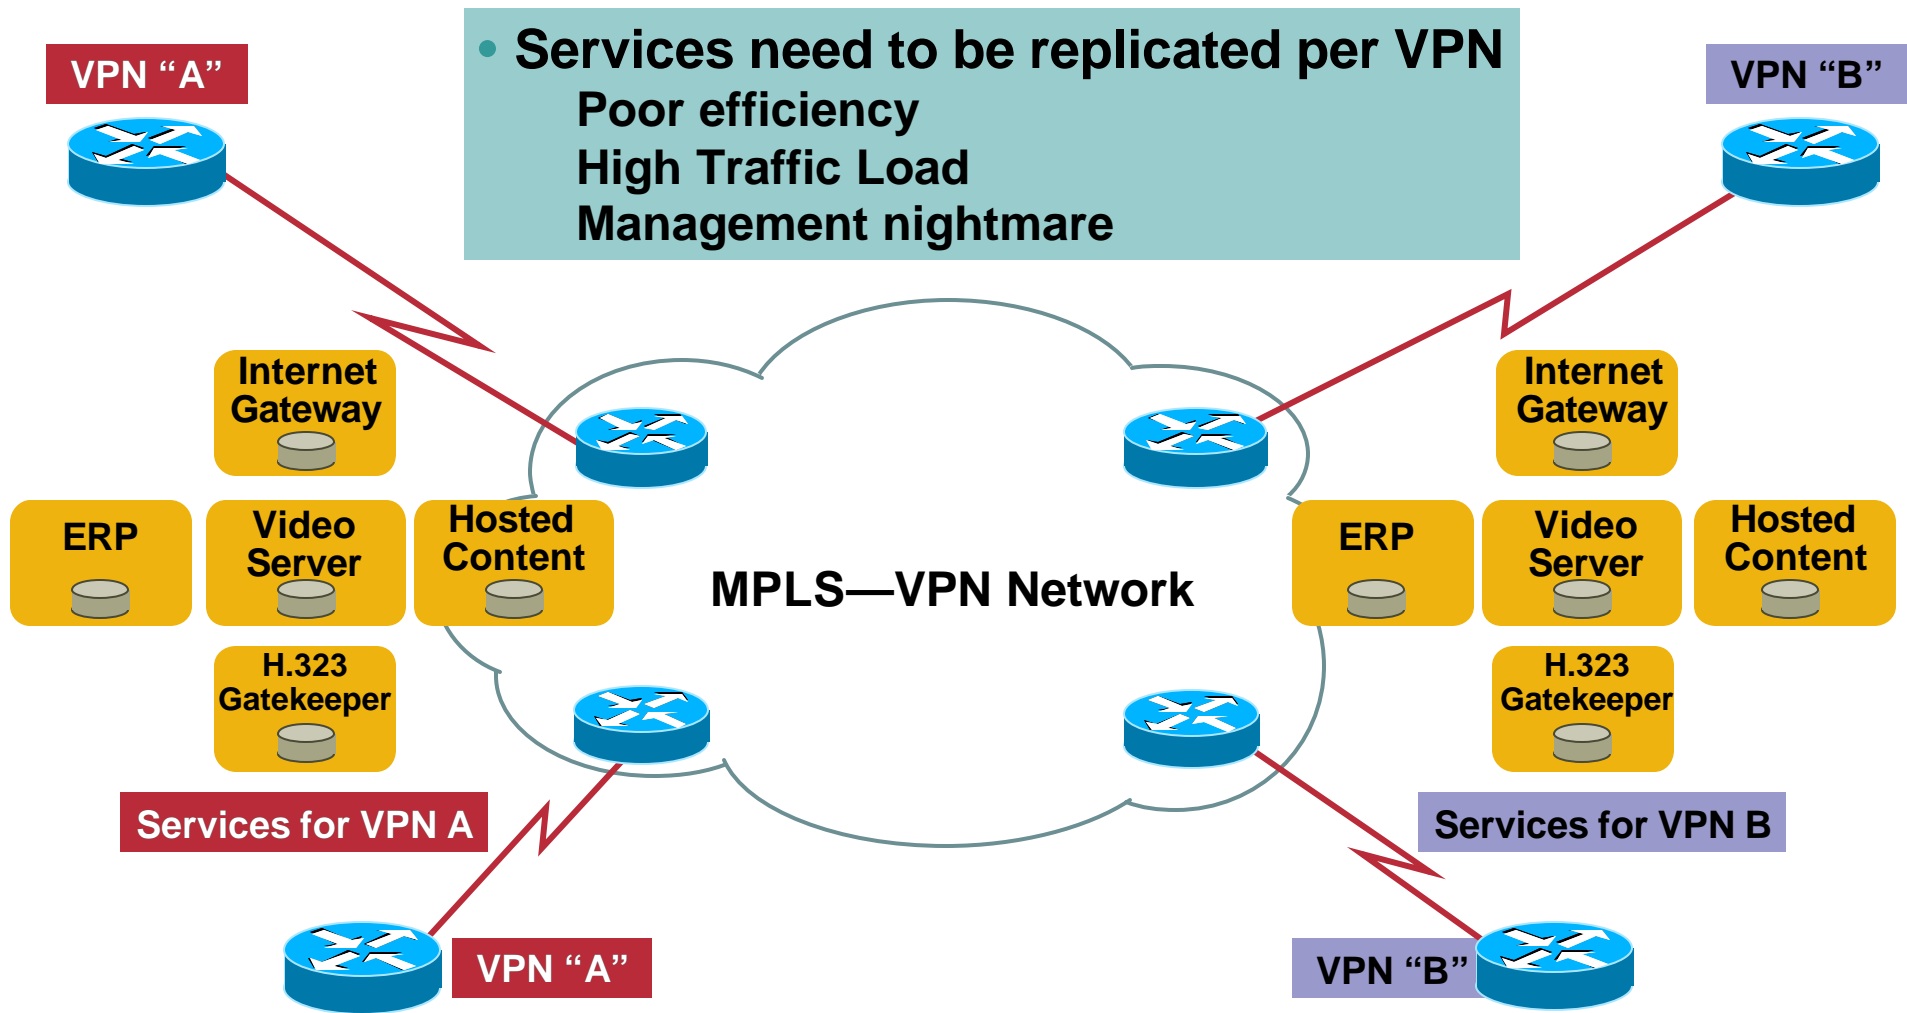 • Services need to be replicated per VPN
Poor efficiency
High Traffic Load
Management nightmare
VPN “A”
VPN “B”
Internet
Gateway
ERP
Video
Server
Hosted
Content
H.323
Gatekeeper
Services for VPN A
VPN “A”
MPLS—VPN Network
Internet
Gateway
ERP
Video
Server
Hosted
Content
H.323
Gatekeeper
Services for VPN B
VPN “B”